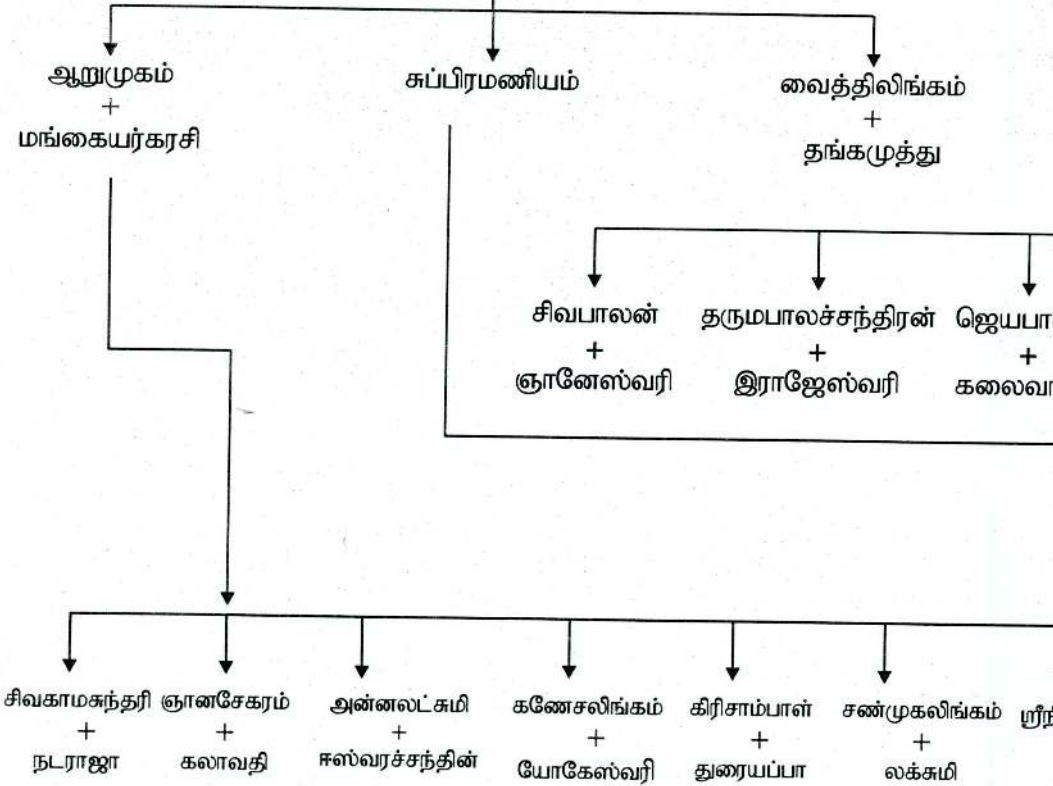 ஆறுமுகம் சுப்பிரமணியம் வைத்திலிங்கம்
+ +
மங்கையர்கரசி தங்கமுத்து
சிவபாலன் தருமபாலச்சந்திரன் ஜெயபா
+ + +
ஞானேஸ்வரி இராஜேஸ்வரி கலைவா
சிவகாமசுந்தரி ஞானசேகரம் அன்னலட்சுமி கணேசலிங்கம் கிரிசாம்பாள் சண்முகலிங்கம்
+ + + + + +
நடராஜா கலாவதி ஈஸ்வரச்சந்தின் யோகேஸ்வரி துரையப்பா லக்சுமி